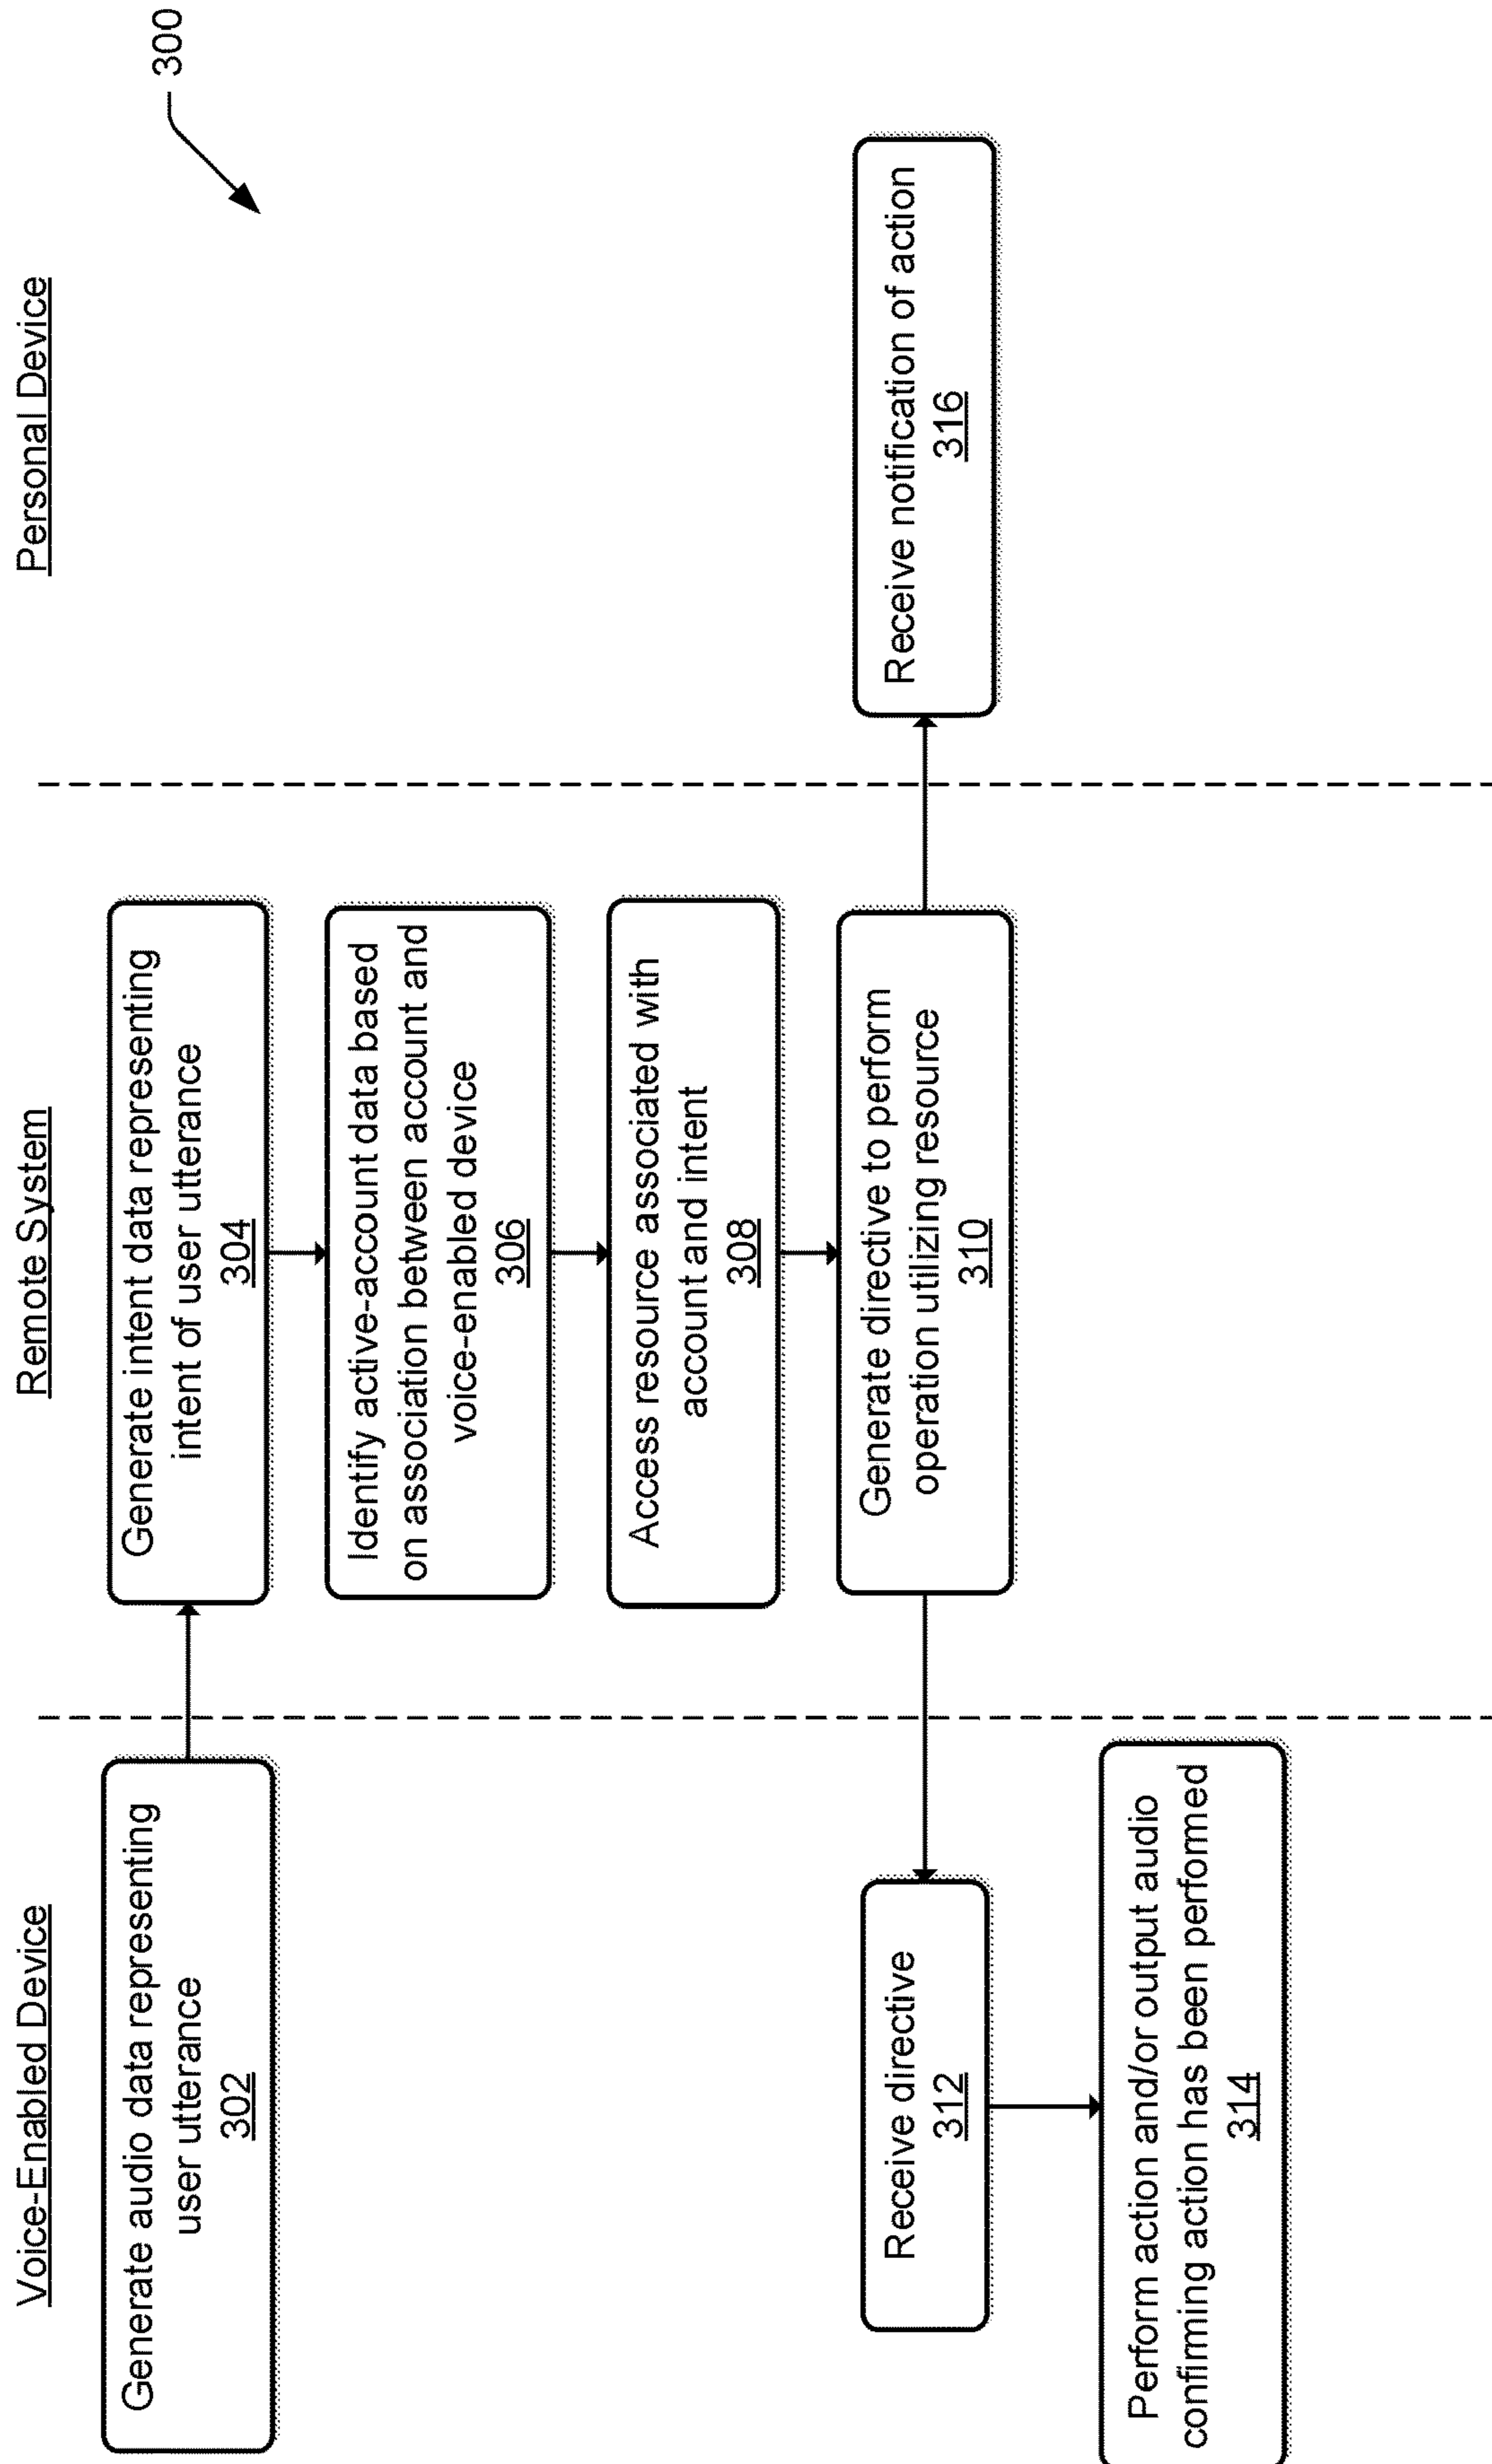 Voice-Enabled Device
Remote System
Personal Device
300
Generate audio data representing
user utterance
302
Generate intent data representing
intent of user utterance
304
Identify active-account data based
on association between account and
voice-enabled device
306
Access resource associated with
account and intent
308
Generate directive to perform
operation utilizing resource
310
Receive directive
312
Receive notification of action
316
Perform action and/or output audio
confirming action has been performed
314